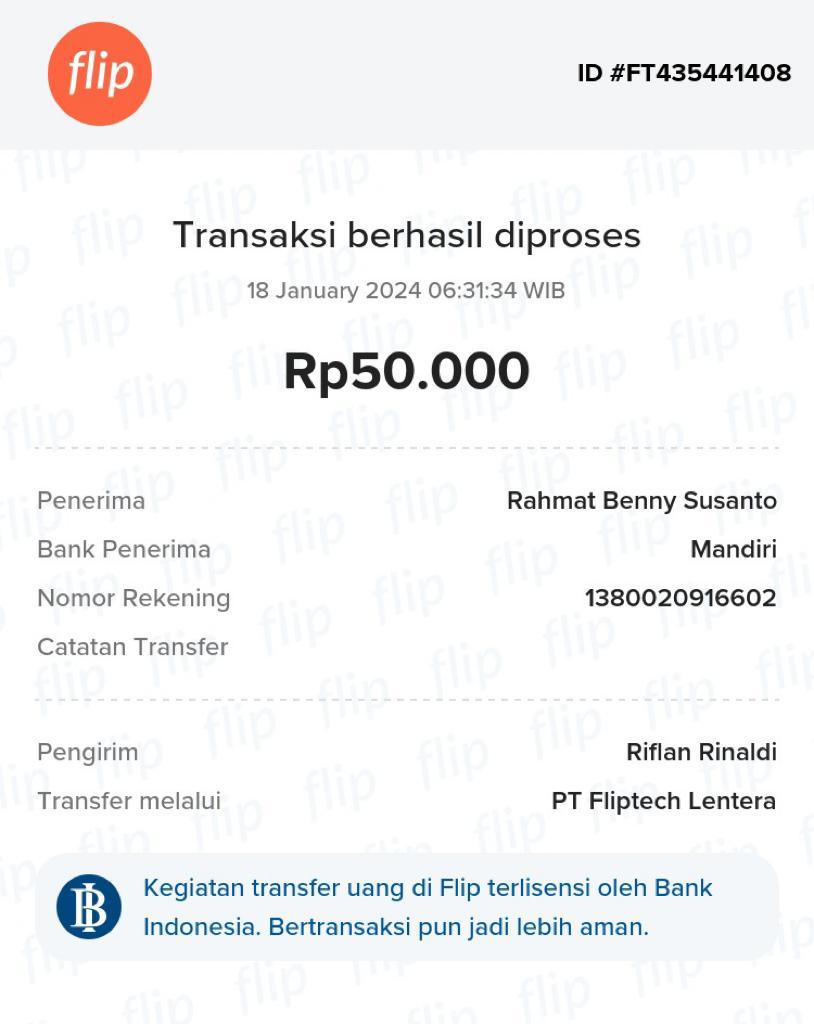 flip
ID #FT435441408
Transaksi berhasil diproses
18 January 2024 06:31:34 WIB
Rp50.000
Penerima Rahmat Benny Susanto
Bank Penerima Mandiri
Nomor Rekening 1380020916602
Catatan Transfer
Pengirim Riflan Rinaldi
Transfer melalui PT Fliptech Lentera
Kegiatan transfer uang di Flip terlisensi oleh Bank
Indonesia. Bertransaksi pun jadi lebih aman.